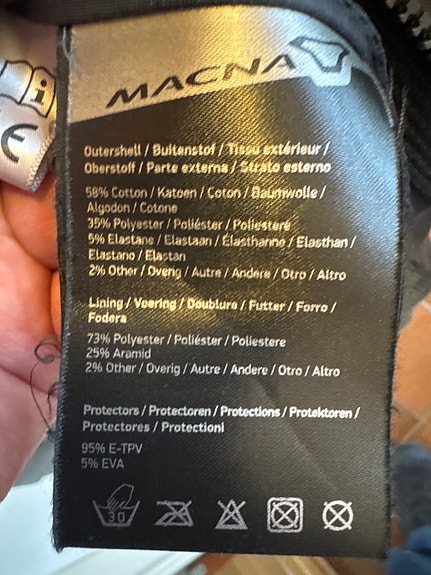 MACNA
Outershell / Buitenstof / Tissu extérieur /
Oberstoff / Parte externa / Strato esterno
58% Cotton / Katoen / Coton / Baumwolle /
Algodon / Cotone
35% Polyester / Poliéster / Poliestere
5% Elastane / Elastaan / Élasthanne / Elasthan /
Elastano / Elastan
2% Other / Overig / Autre / Andere / Otro / Altro
Lining / Voering / Doublure / Futter / Forro /
Fodera
73% Polyester / Poliéster / Poliestere
25% Aramid
2% Other / Overig / Autre / Andere / Otro / Altro
Protectors / Protectoren / Protections / Protektoren /
Protectores / Protectioni
95% E-TPV
5% EVA
30
i
CE